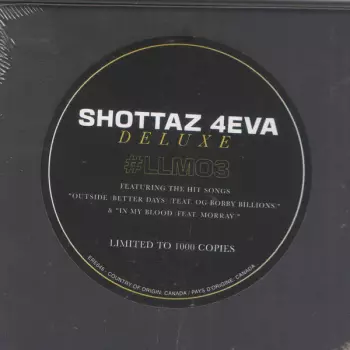 SHOTTAZ 4EVA
DELUXE
#LLMO3
FEATURING THE HIT SONGS
"OUTSIDE (BETTER DAYS) [FEAT. OG BOBBY BILLIONS]"
& "IN MY BLOOD [FEAT. MORRAY]"
LIMITED TO 1000 COPIES
COUNTRY OF ORIGIN: CANADA / PAYS D'ORIGINE: CANADA